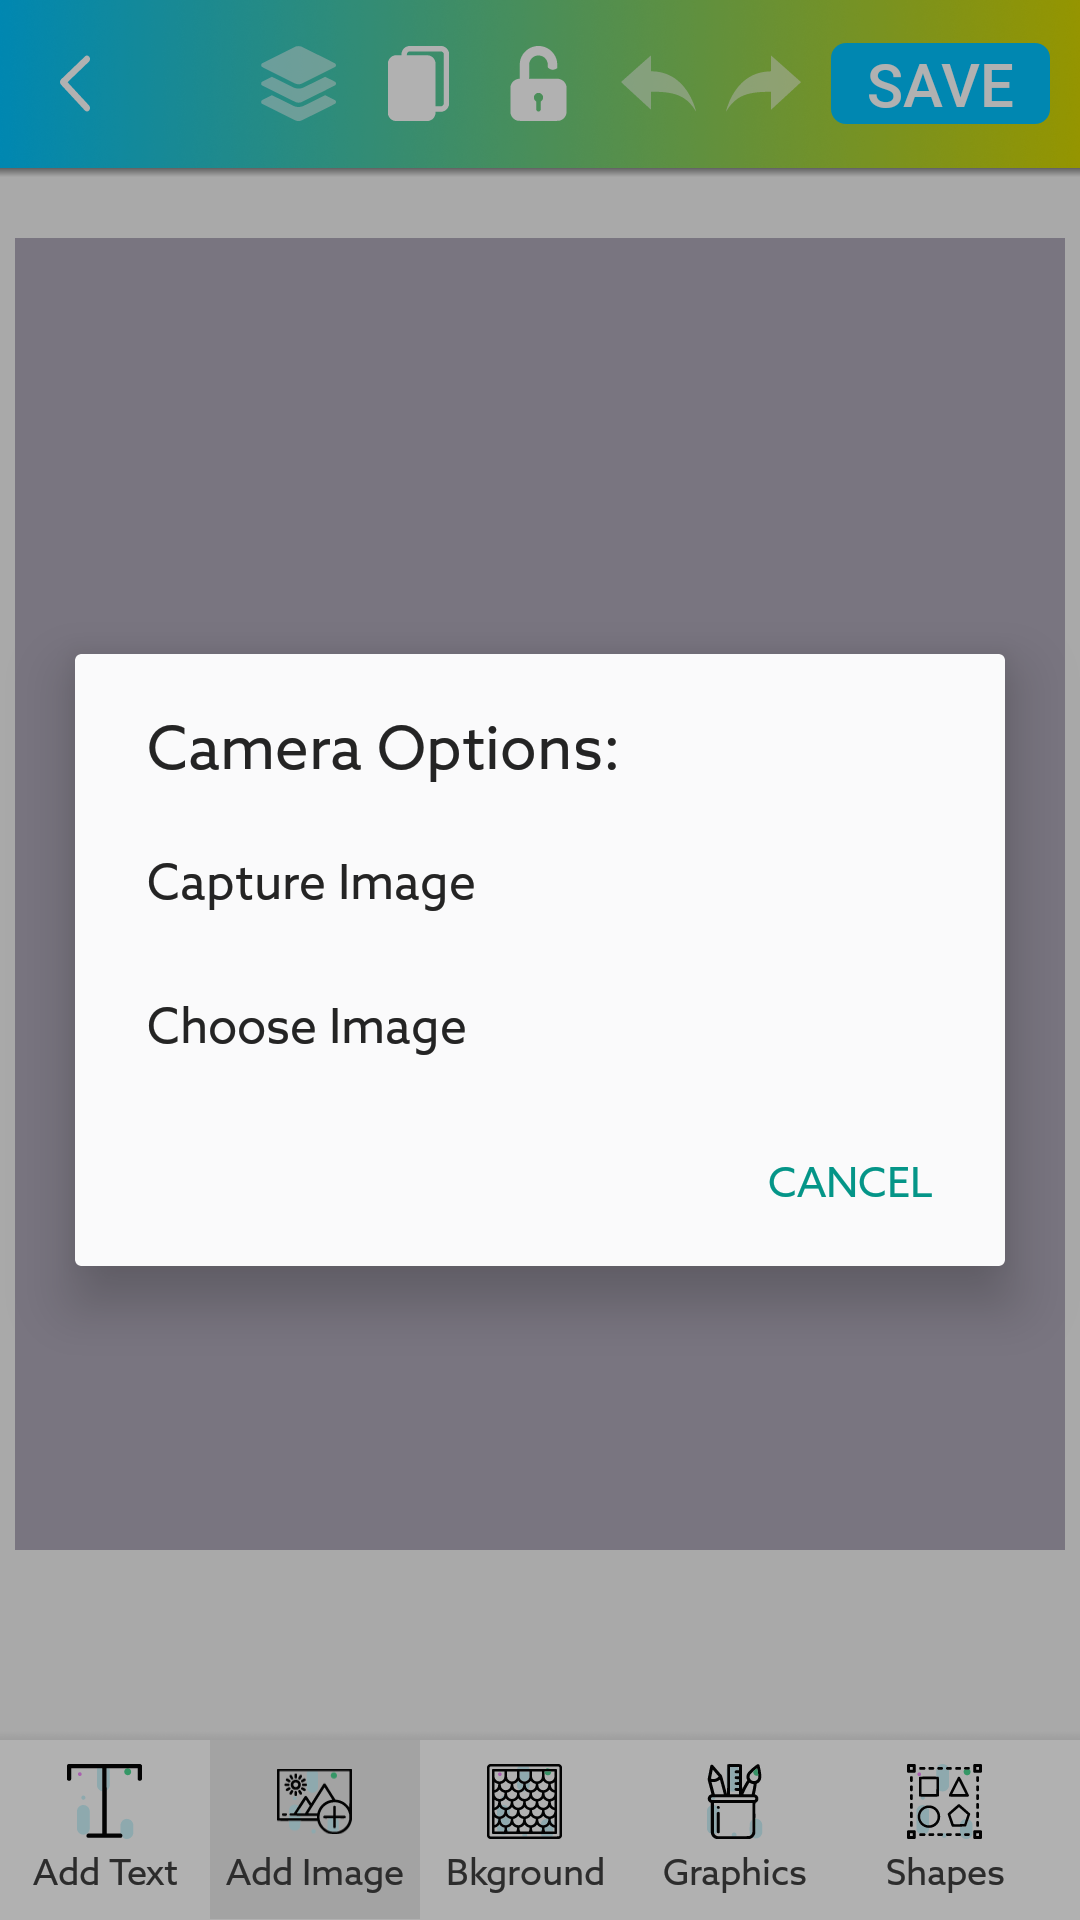 SAVE
Camera Options:
Capture Image
Choose Image
CANCEL
Add Text
Add Image
Bkground
Graphics
Shapes